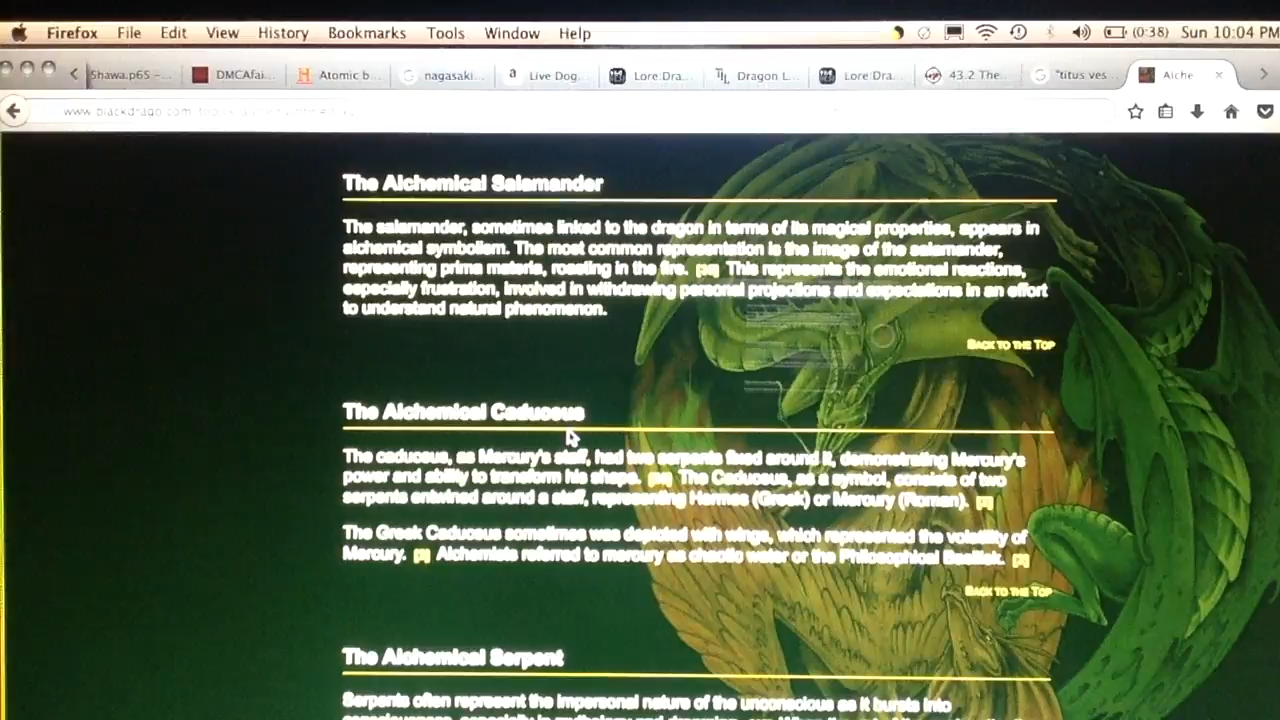 Firefox File Edit View History Bookmarks Tools Window Help (0:38) Sun 10:04 PM
Shawa.p65 – ... DMCAfai... Atomic b... nagasaki... Live Dog... Lore:Dra... Dragon L... Lore:Dra... 43.2 The... "titus ves... Alche
www.blackdrago.com
The Alchemical Salamander
The salamander, sometimes linked to the dragon in terms of its magical properties, appears in
alchemical symbolism. The most common representation is the image of the salamander,
representing prima materia, roasting in the fire. This represents the emotional reactions,
especially frustration, involved in withdrawing personal projections and expectations in an effort
to understand natural phenomenon.
BACK TO THE TOP
The Alchemical Caduceus
The caduceus, as Mercury's staff, had two serpents fixed around it, demonstrating Mercury's
power and ability to transform his shape. The Caduceus, as a symbol, consists of two
serpents entwined around a staff, representing Hermes (Greek) or Mercury (Roman).
The Greek Caduceus sometimes was depicted with wings, which represented the volatility of
Mercury. Alchemists referred to mercury as chaotic water or the Philosophical Basilisk.
BACK TO THE TOP
The Alchemical Serpent
Serpents often represent the impersonal nature of the unconscious as it bursts into